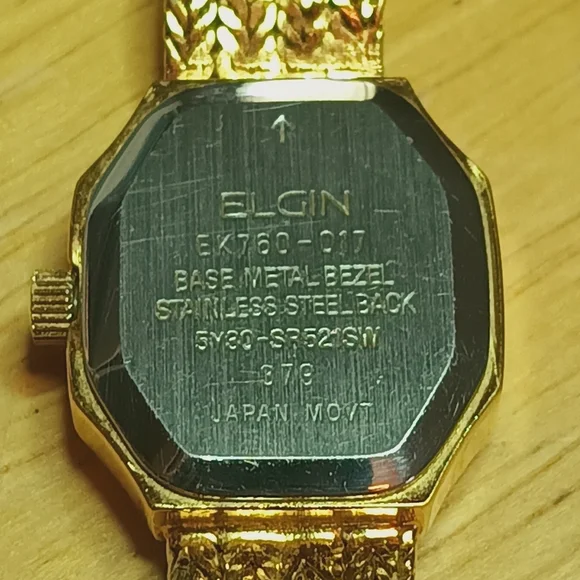 ↑
ELGIN
EK760-017
BASE METAL BEZEL
STAINLESS STEEL BACK
5Y30-SR521SW
379
JAPAN MOVT